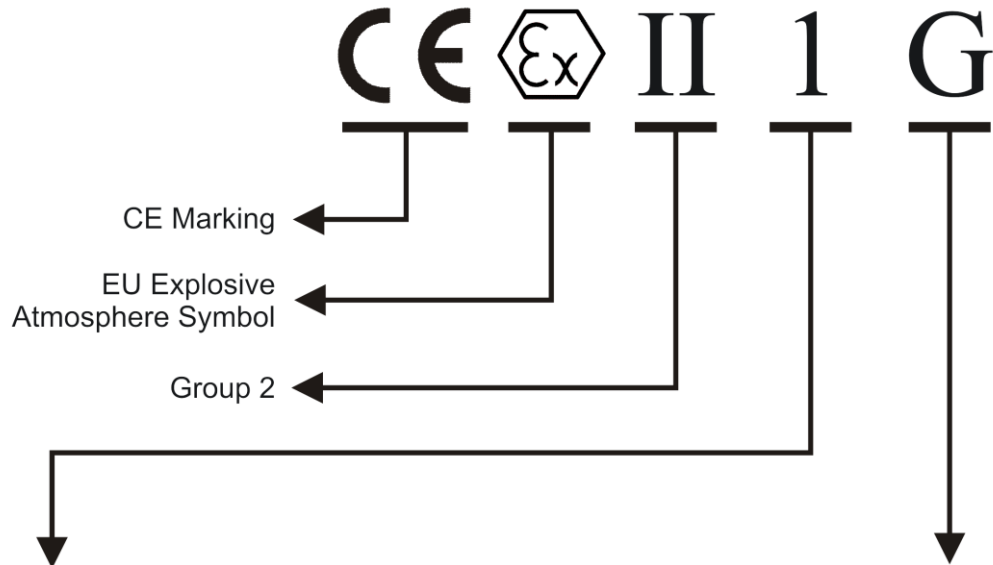 CE Ex II 1 G
CE Marking
EU Explosive
Atmosphere Symbol
Group 2